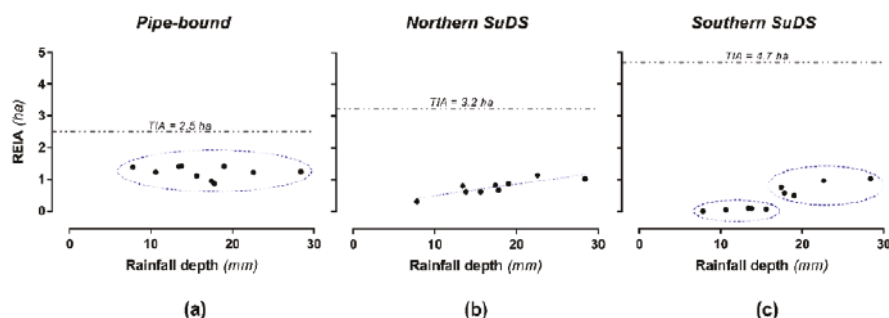 Pipe-bound
Northern SuDS
Southern SuDS
REIA (ha)
5
4
3
2
1
0
TIA = 2.5 ha
TIA = 3.2 ha
TIA = 4.7 ha
0 10 20 30
0 10 20 30
0 10 20 30
Rainfall depth (mm)
Rainfall depth (mm)
Rainfall depth (mm)
(a)
(b)
(c)